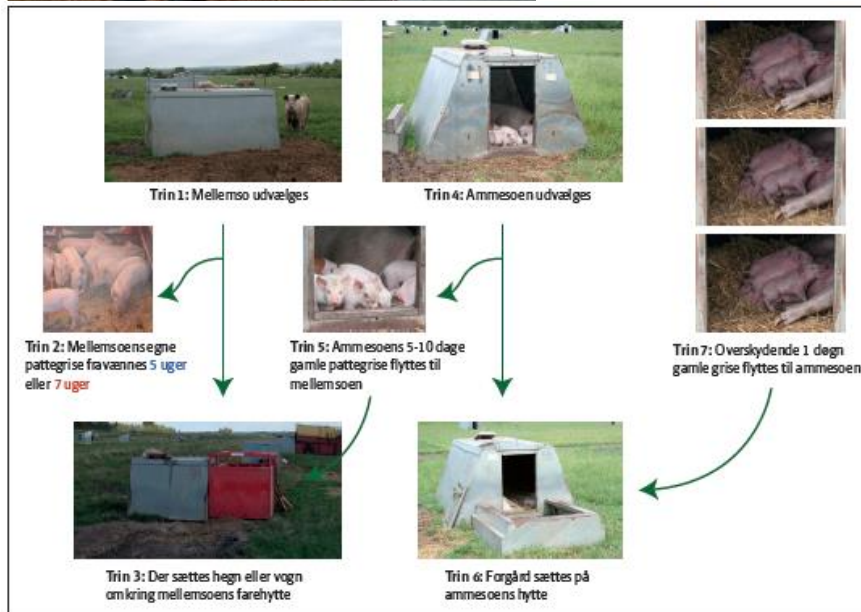 Trin 1: Mellemso udvælges
Trin 4: Ammesoen udvælges
Trin 2: Mellemsoens egne
pattegrise fravænnes 5 uger
eller 7 uger
Trin 5: Ammesoens 5-10 dage
gamle pattegrise flyttes til
mellemsoen
Trin 7: Overskydende 1 døgn
gamle grise flyttes til ammesoen
Trin 3: Der sættes hegn eller vogn
omkring mellemsoens farehytte
Trin 6: Forgård sættes på
ammesoens hytte